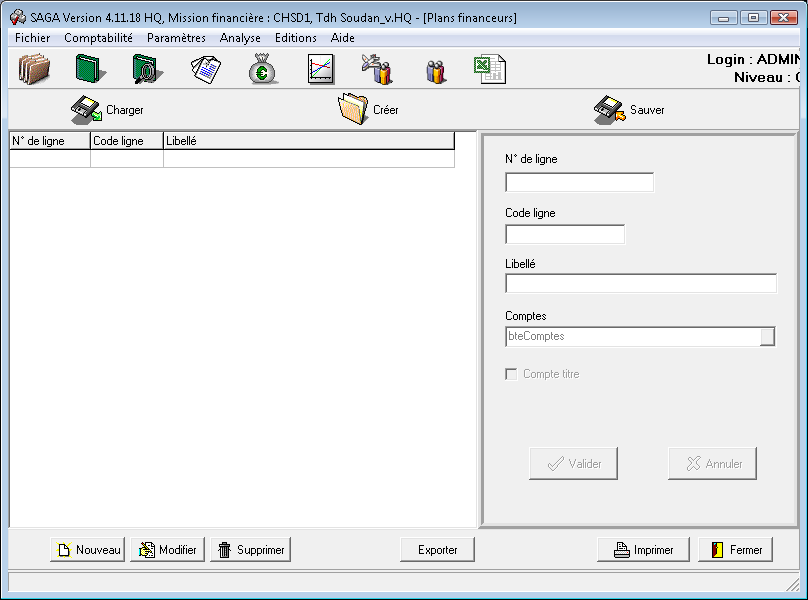 SAGA Version 4.11.18 HQ, Mission financière : CHSD1, Tdh Soudan_v.HQ - [Plans financeurs]
Fichier Comptabilité Paramètres Analyse Editions Aide
Login : ADMIN
Niveau :
Charger Créer Sauver
N° de ligne Code ligne Libellé
N° de ligne
Code ligne
Libellé
Comptes
bteComptes
Compte titre
Valider Annuler
Nouveau Modifier Supprimer Exporter Imprimer Fermer